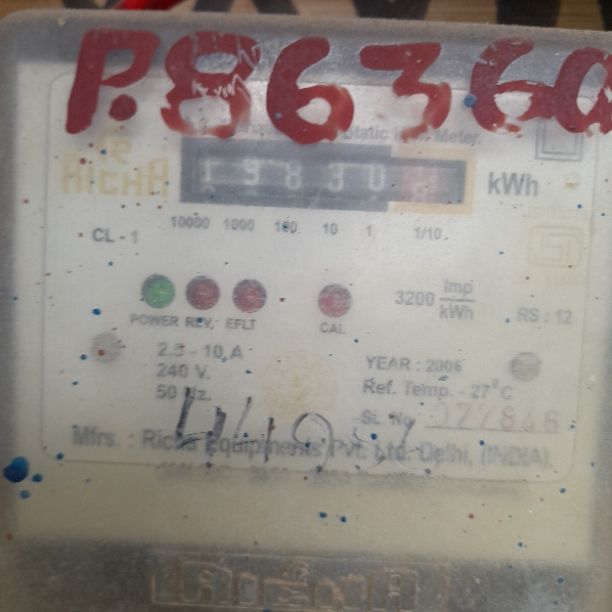 P.86360
Static
Meter.
RICHA
19830
kWh
10000 1000 100 10 1 1/10
CL - 1
3200 Imp/kWh
RS : 12
POWER REV. EFLT
CAL
2.5 - 10 A
240 V.
50 Hz.
YEAR : 2006
Ref. Temp. - 27°C
SL. No. 077846
Mfrs. : Richa Equipments Pvt. Ltd. Delhi, (INDIA)